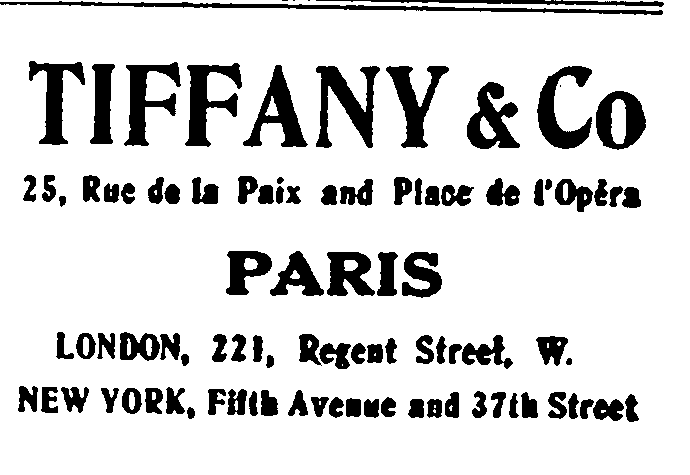 TIFFANY & Co
25, Rue de la Paix and Place de l'Opéra
PARIS
LONDON, 221, Regent Street, W.
NEW YORK, Fifth Avenue and 37th Street